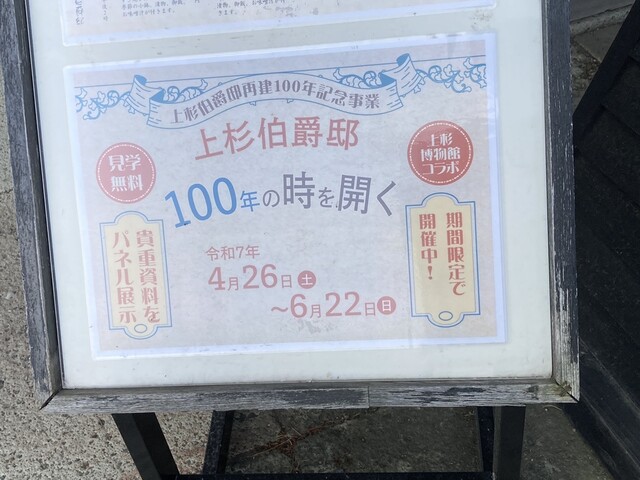 上杉伯爵邸再建100年記念事業
上杉伯爵邸
見学
無料
上杉
博物館
コラボ
100年の時を、開く
貴重資料を
パネル展示
令和7年
4月26日土
～6月22日日
期間限定で
開催中！